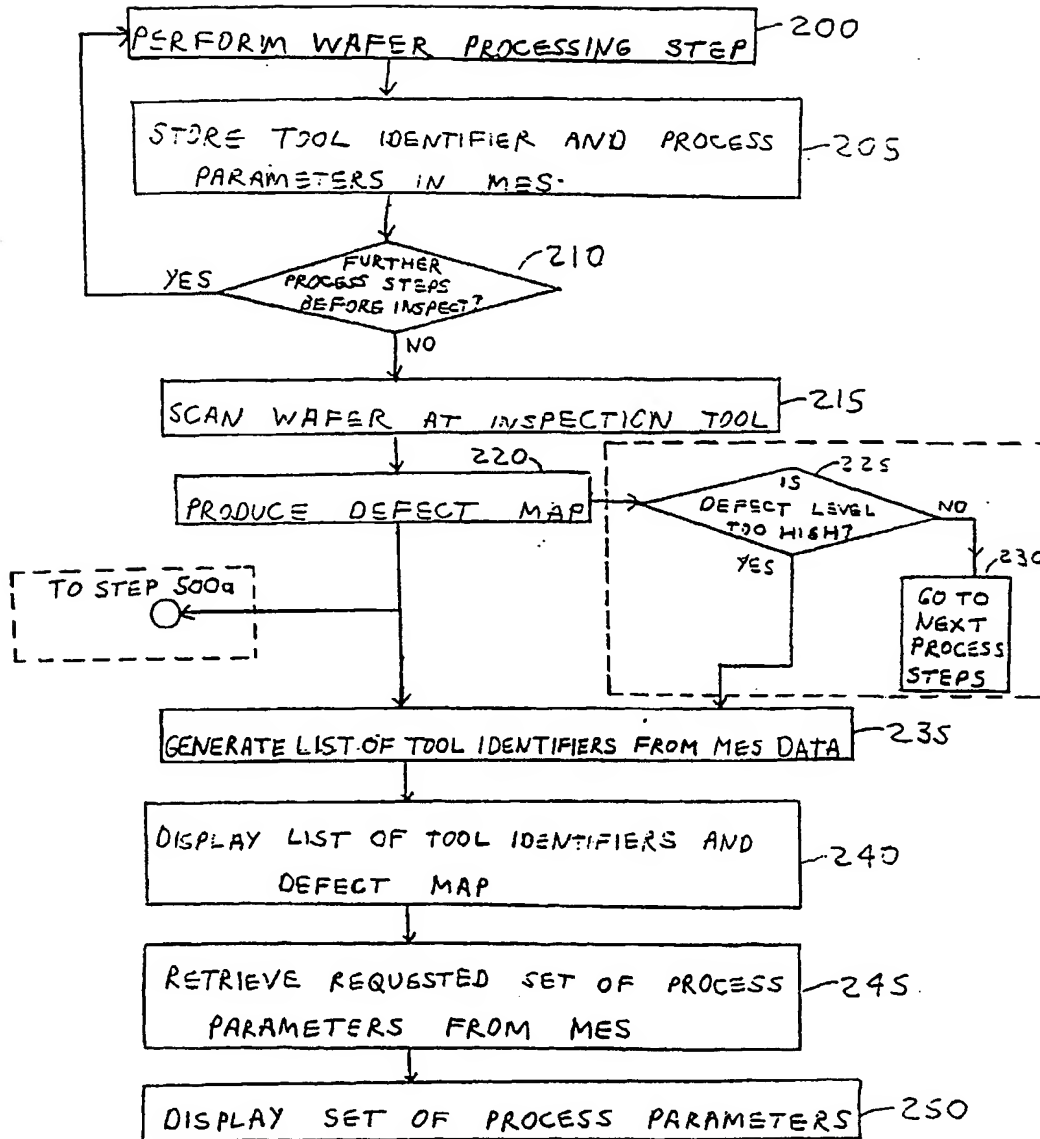 PERFORM WAFER PROCESSING STEP
200
STORE TOOL IDENTIFIER AND PROCESS
PARAMETERS IN MES.
205
FURTHER
PROCESS STEPS
BEFORE INSPECT?
210
YES
NO
SCAN WAFER AT INSPECTION TOOL
215
220
PRODUCE DEFECT MAP
225
IS
DEFECT LEVEL
TOO HIGH?
NO
YES
230
GO TO
NEXT
PROCESS
STEPS
TO STEP 500a
GENERATE LIST OF TOOL IDENTIFIERS FROM MES DATA
235
DISPLAY LIST OF TOOL IDENTIFIERS AND
DEFECT MAP
240
RETRIEVE REQUESTED SET OF PROCESS
PARAMETERS FROM MES
245
DISPLAY SET OF PROCESS PARAMETERS
250